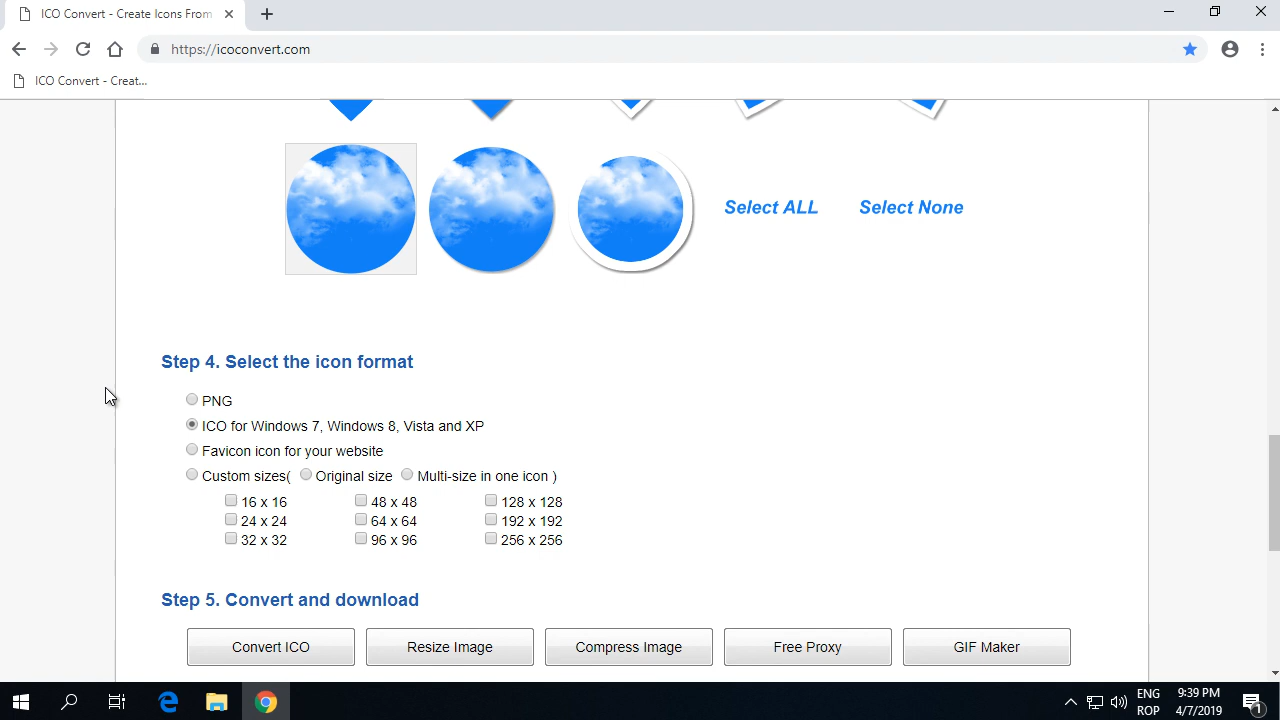 ICO Convert - Create Icons From
https://icoconvert.com
ICO Convert - Creat...
Select ALL
Select None
Step 4. Select the icon format
PNG
ICO for Windows 7, Windows 8, Vista and XP
Favicon icon for your website
Custom sizes( Original size Multi-size in one icon )
16 x 16 48 x 48 128 x 128
24 x 24 64 x 64 192 x 192
32 x 32 96 x 96 256 x 256
Step 5. Convert and download
Convert ICO
Resize Image
Compress Image
Free Proxy
GIF Maker
ENG 9:39 PM
ROP 4/7/2019
1